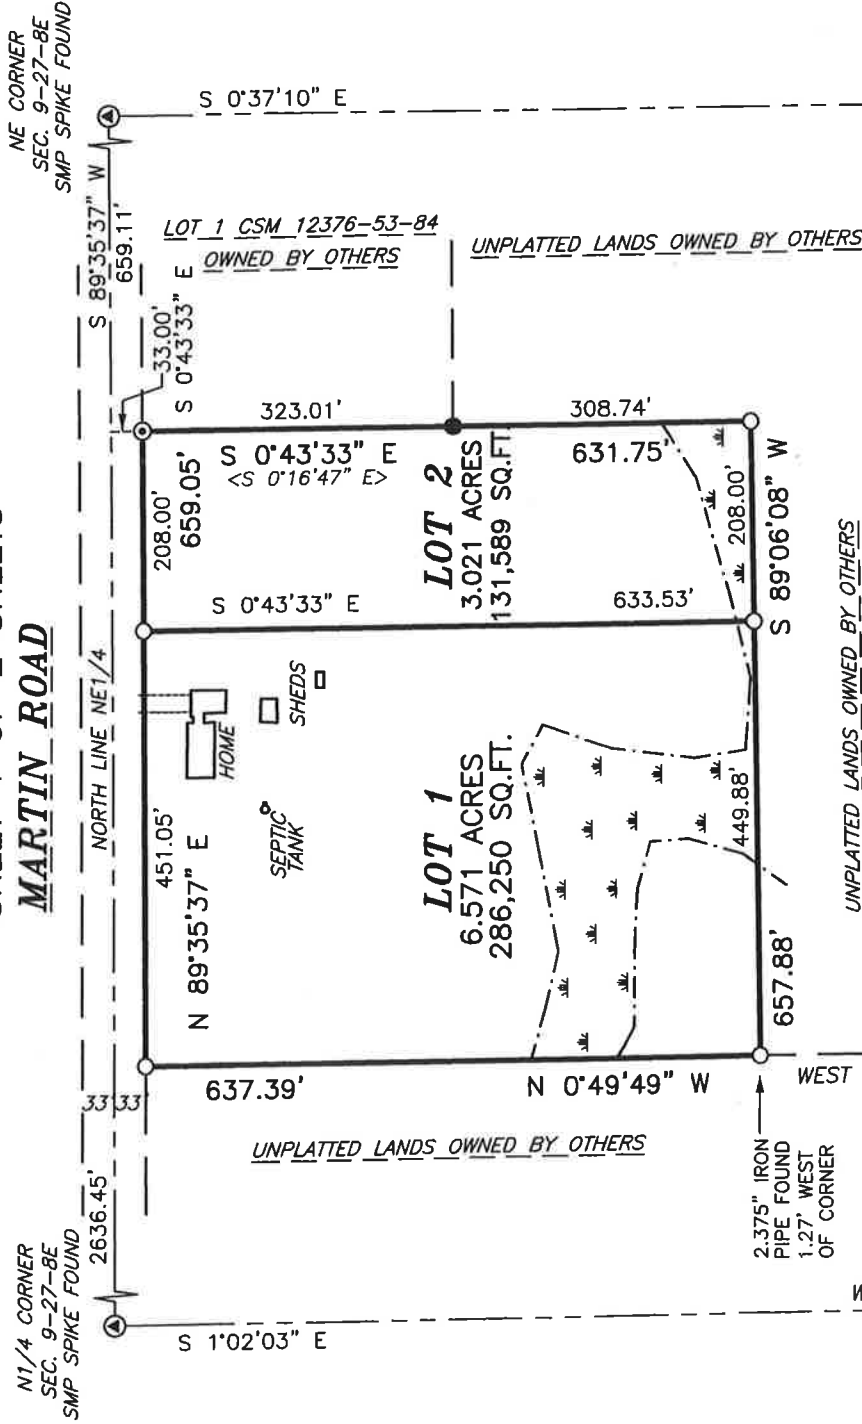 MARTIN ROAD
NORTH LINE NE1/4
N1/4 CORNER
SEC. 9-27-8E
SMP SPIKE FOUND
2636.45'
33'
33'
NE CORNER
SEC. 9-27-8E
SMP SPIKE FOUND
S 89°35'37" W
659.11'
33.00'
S 0°43'33" E
S 0°37'10" E
LOT 1 CSM 12376-53-84
OWNED BY OTHERS
UNPLATTED LANDS OWNED BY OTHERS
451.05'
N 89°35'37" E
208.00'
659.05'
323.01'
S 0°43'33" E
<S 0°16'47" E>
308.74'
631.75'
LOT 2
3.021 ACRES
131,589 SQ.FT.
S 0°43'33" E
633.53'
HOME
SHEDS
SEPTIC
TANK
LOT 1
6.571 ACRES
286,250 SQ.FT.
637.39'
N 0°49'49" W
449.88'
208.00'
657.88'
S 89°06'08" W
UNPLATTED LANDS OWNED BY OTHERS
UNPLATTED LANDS OWNED BY OTHERS
WEST
2.375" IRON
PIPE FOUND
1.27' WEST
OF CORNER
S 1°02'03" E